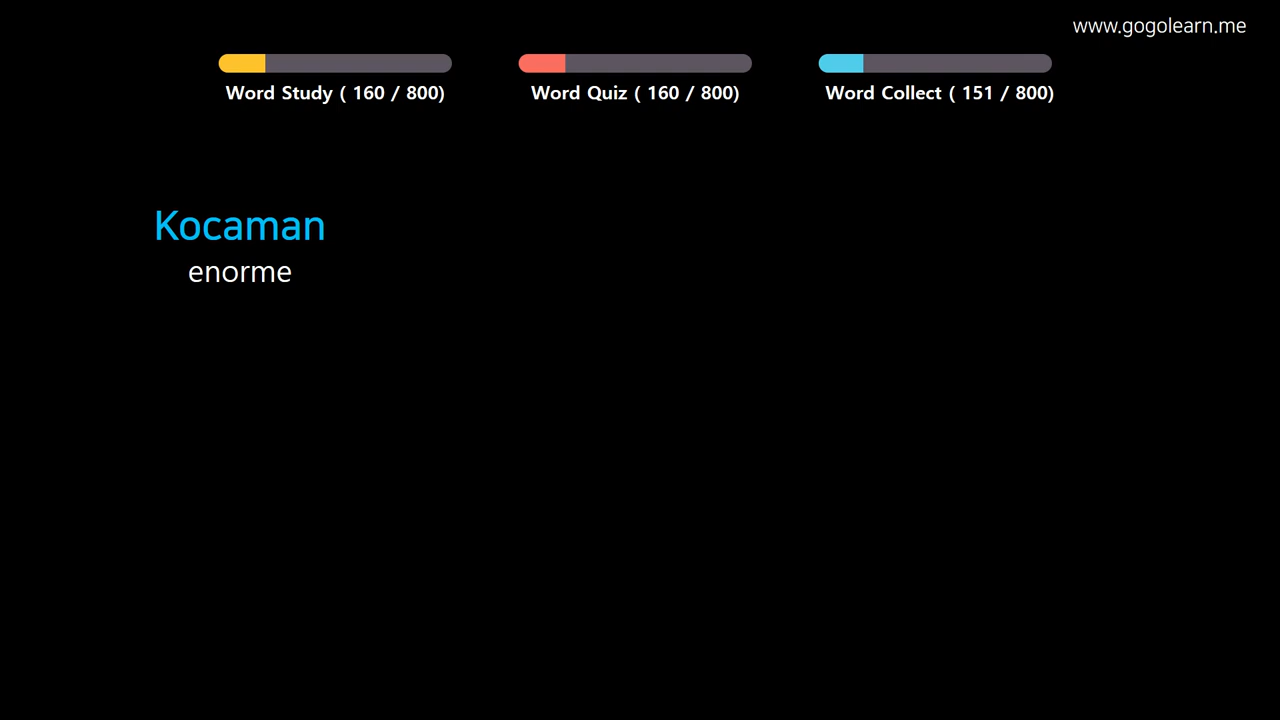 www.gogolearn.me
Word Study ( 160 / 800)
Word Quiz ( 160 / 800)
Word Collect ( 151 / 800)
Kocaman
enorme